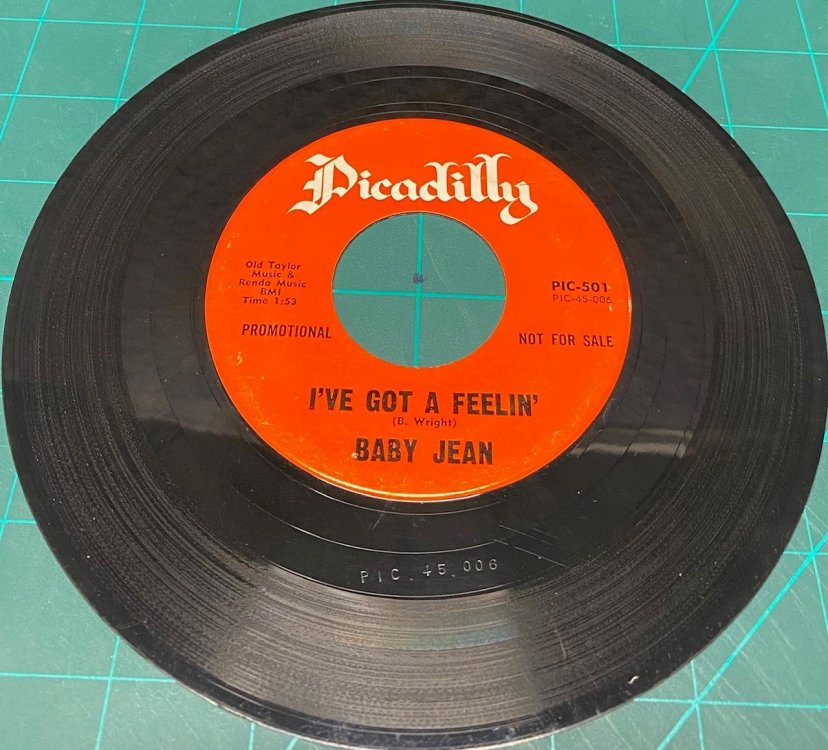 Picadilly
Old Taylor
Music &
Renda Music
BMI
Time 1:53
PIC-501
PIC-45-006
PROMOTIONAL
NOT FOR SALE
I'VE GOT A FEELIN'
(B. Wright)
BABY JEAN
PIC. 45. 006